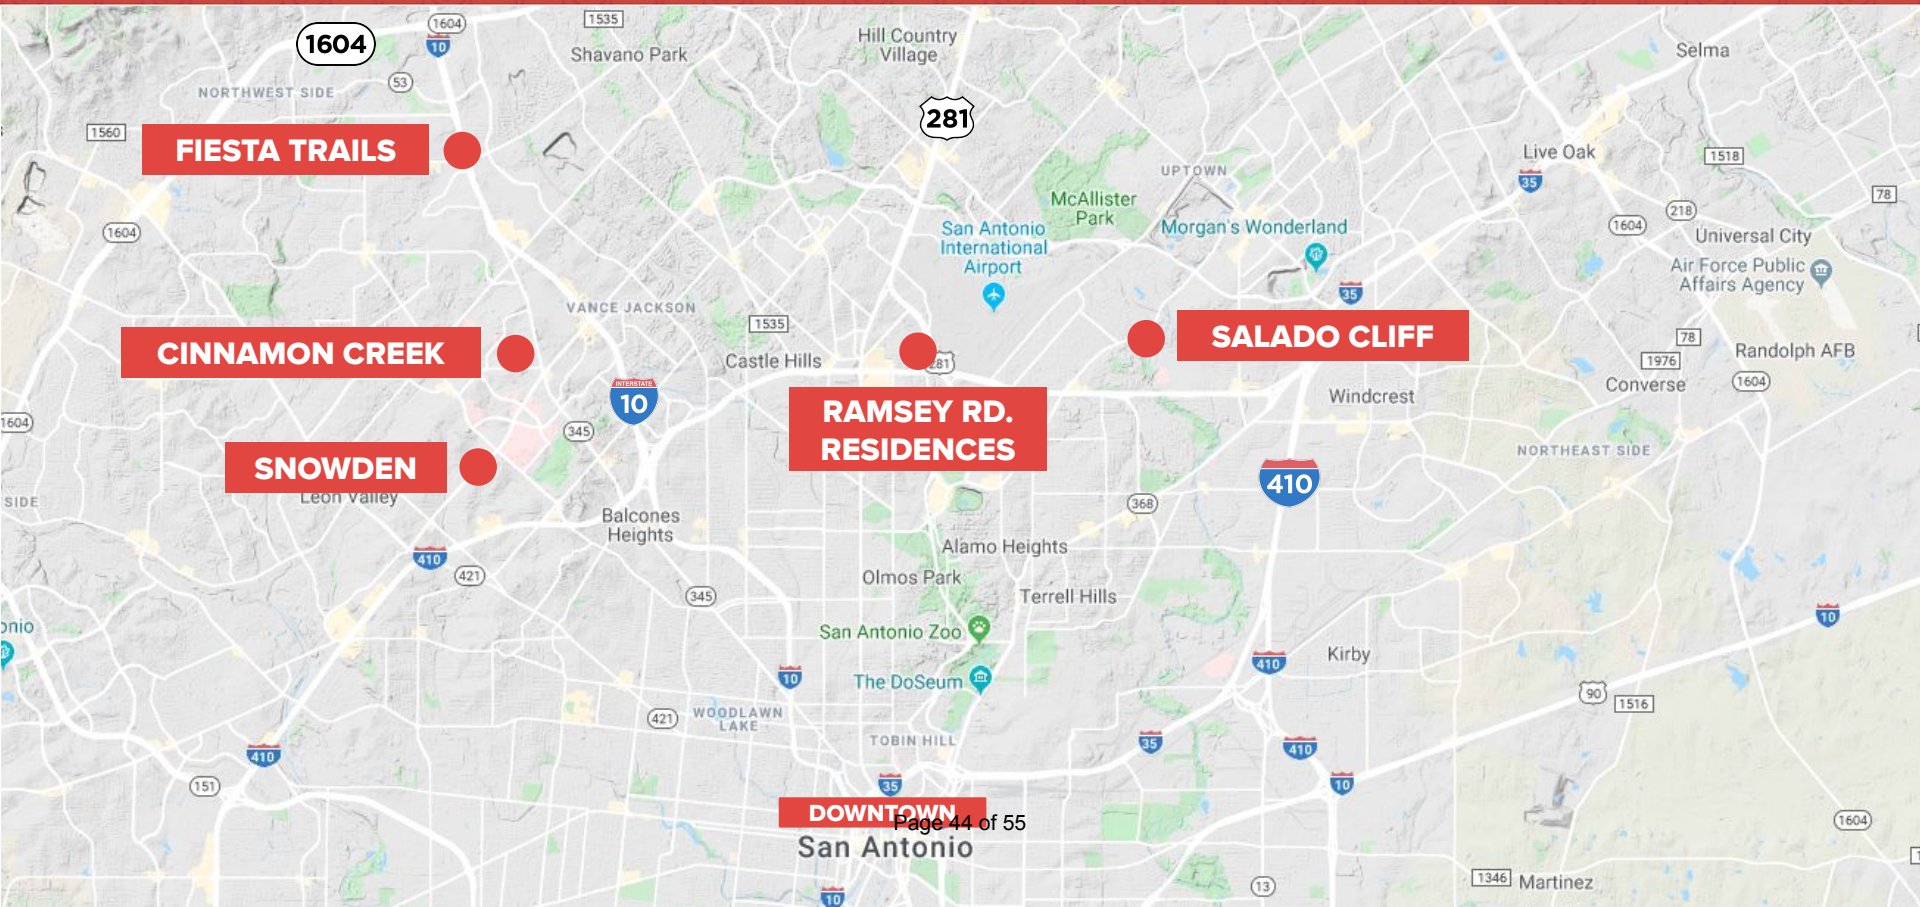 1604
1604
10
1535
Shavano Park
Hill Country
Village
Selma
53
NORTHWEST SIDE
281
1560
FIESTA TRAILS
UPTOWN
Live Oak
1518
35
78
McAllister
Park
218
1604
1604
San Antonio
International
Airport
Morgan's Wonderland
Universal City
Air Force Public
Affairs Agency
35
VANCE JACKSON
1535
SALADO CLIFF
CINNAMON CREEK
Castle Hills
281
78
1976
Randolph AFB
1604
Converse
INTERSTATE
10
Windcrest
RAMSEY RD.
RESIDENCES
1604
345
SNOWDEN
Leon Valley
SIDE
NORTHEAST SIDE
410
368
Balcones
Heights
Alamo Heights
410
421
Olmos Park
345
Terrell Hills
onio
San Antonio Zoo
10
410
Kirby
10
The DoSeum
90
1516
421
WOODLAWN
LAKE
TOBIN HILL
35
410
410
10
151
35
DOWNTOWN
Page 44 of 55
San Antonio
1604
13
1346
Martinez
10